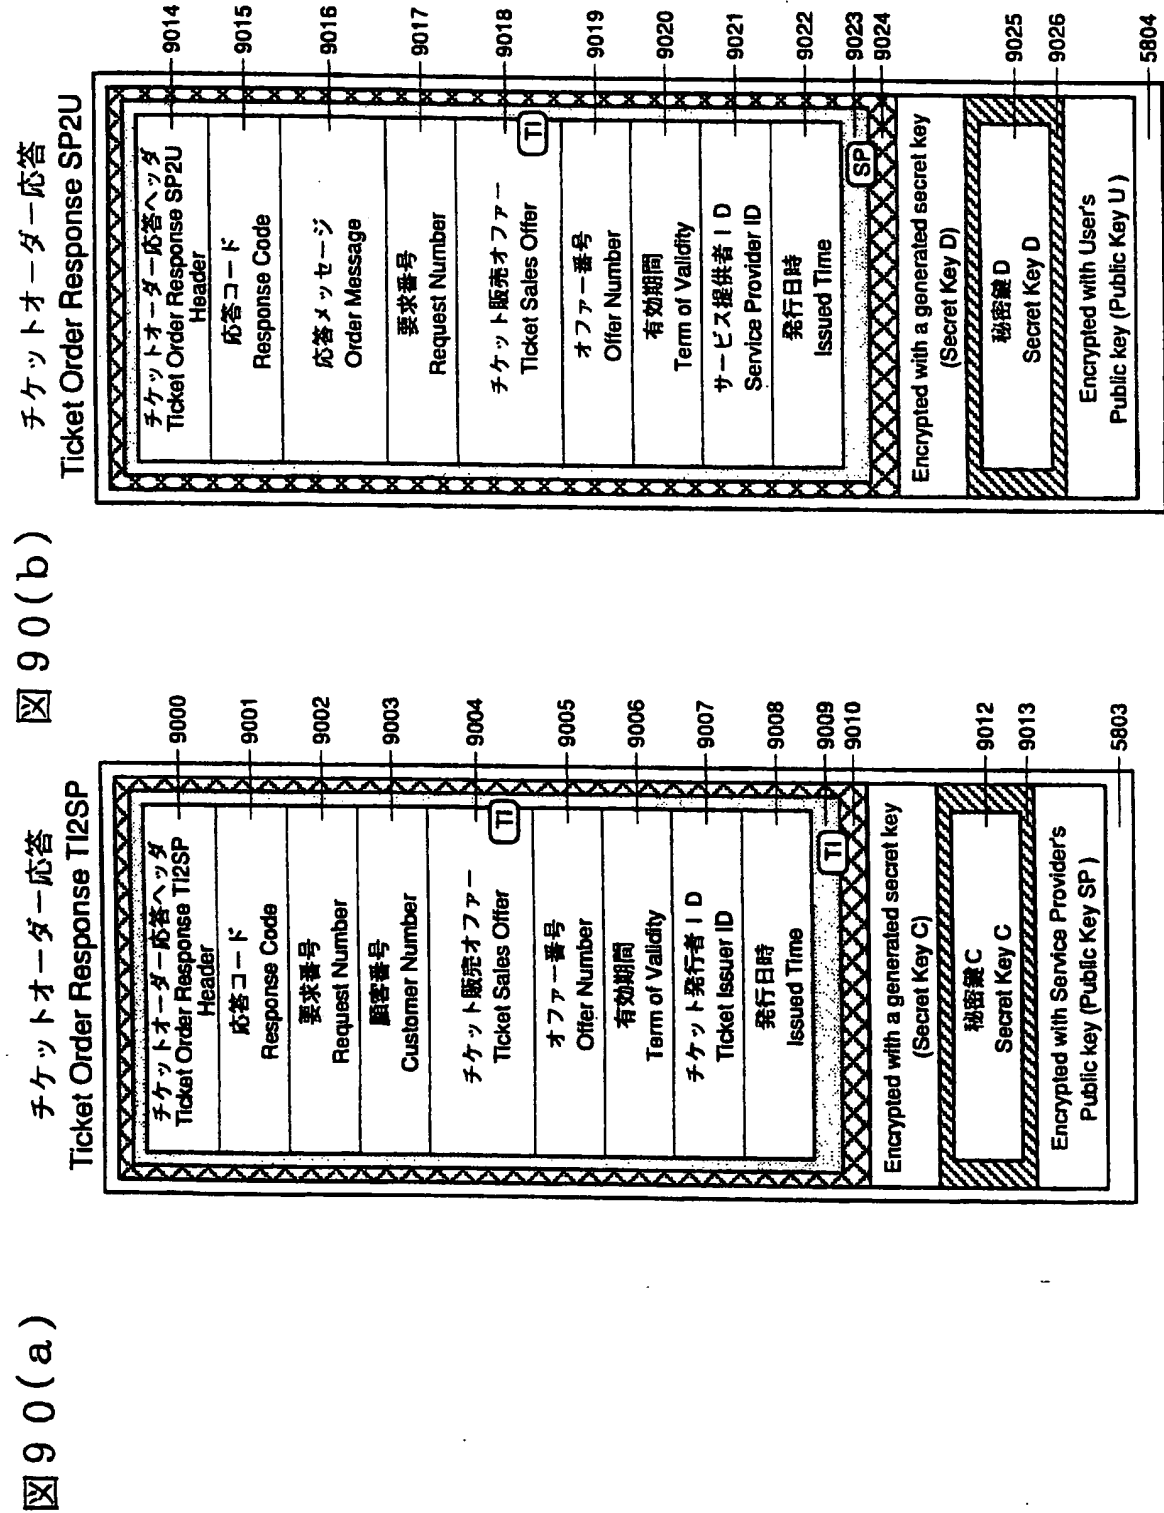 図90(a)
チケットオーダー応答
Ticket Order Response TI2SP
チケットオーダー応答ヘッダ
Ticket Order Response TI2SP
Header
9000
応答コード
Response Code
9001
要求番号
Request Number
9002
顧客番号
Customer Number
9003
チケット販売オファー
Ticket Sales Offer
TI
9004
オファー番号
Offer Number
9005
有効期間
Term of Validity
9006
チケット発行者ID
Ticket Issuer ID
9007
発行日時
Issued Time
9008
TI
9009
9010
Encrypted with a generated secret key
(Secret Key C)
秘密鍵C
Secret Key C
9012
9013
Encrypted with Service Provider's
Public key (Public Key SP )
5803
図90(b)
チケットオーダー応答
Ticket Order Response SP2U
チケットオーダー応答ヘッダ
Ticket Order Response SP2U
Header
9014
応答コード
Response Code
9015
応答メッセージ
Order Message
9016
要求番号
Request Number
9017
チケット販売オファー
Ticket Sales Offer
TI
9018
オファー番号
Offer Number
9019
有効期間
Term of Validity
9020
サービス提供者ID
Service Provider ID
9021
発行日時
Issued Time
9022
SP
9023
9024
Encrypted with a generated secret key
(Secret Key D)
秘密鍵D
Secret Key D
9025
9026
Encrypted with User's
Public key (Public Key U )
5804